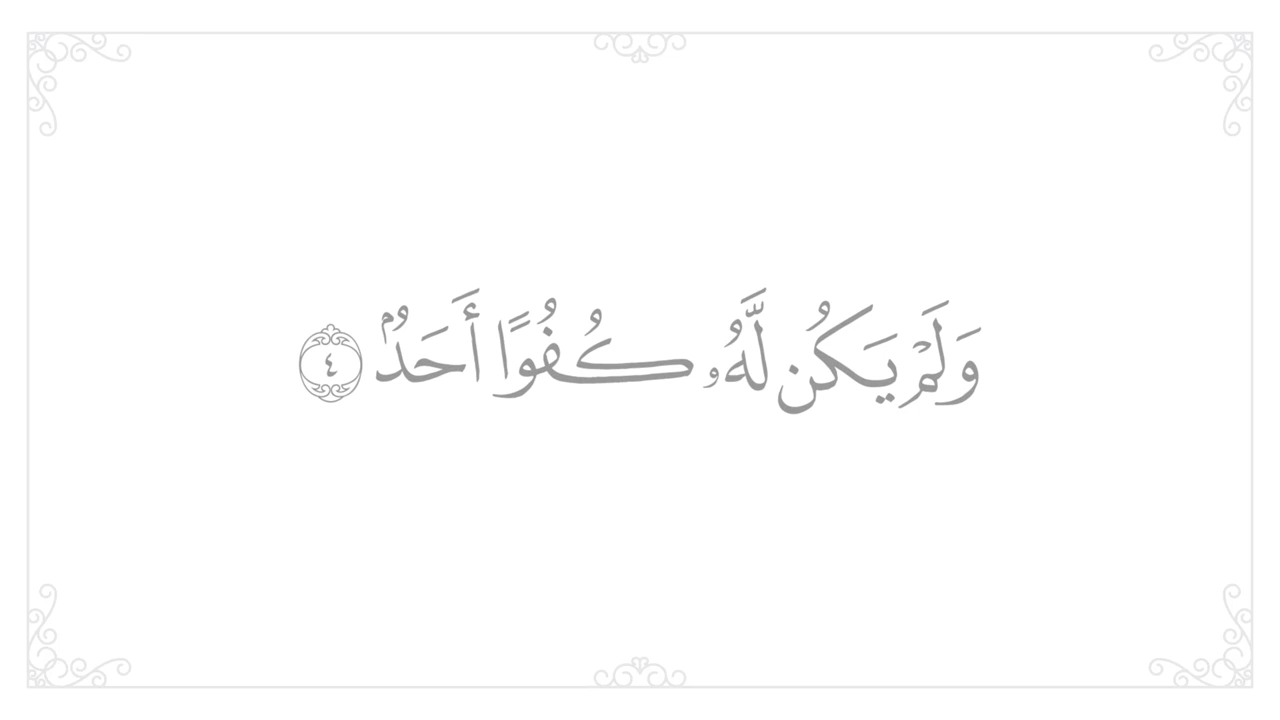 وَلَمْ يَكُن لَّهُۥ كُفُوًا أَحَدٌۢ ٤